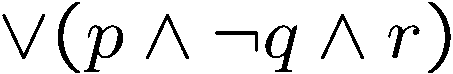 ∨(p ∧ ¬q ∧ r)